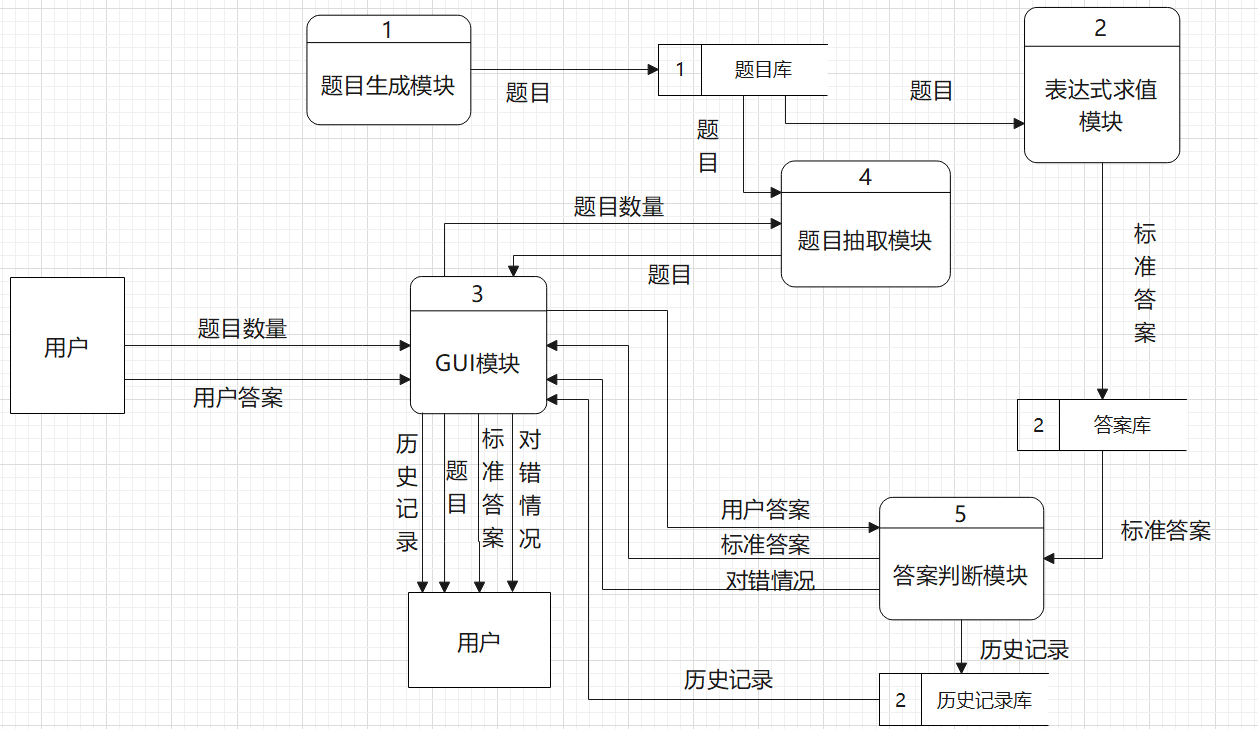 1
题目生成模块
题目
1
题目库
题目
2
表达式求值
模块
题
目
4
题目抽取模块
题目数量
题目
标
准
答
案
用户
题目数量
用户答案
3
GUI模块
历
史
记
录
题
目
标
准
答
案
对
错
情
况
2
答案库
用户答案
标准答案
对错情况
5
答案判断模块
标准答案
用户
历史记录
历史记录
2
历史记录库